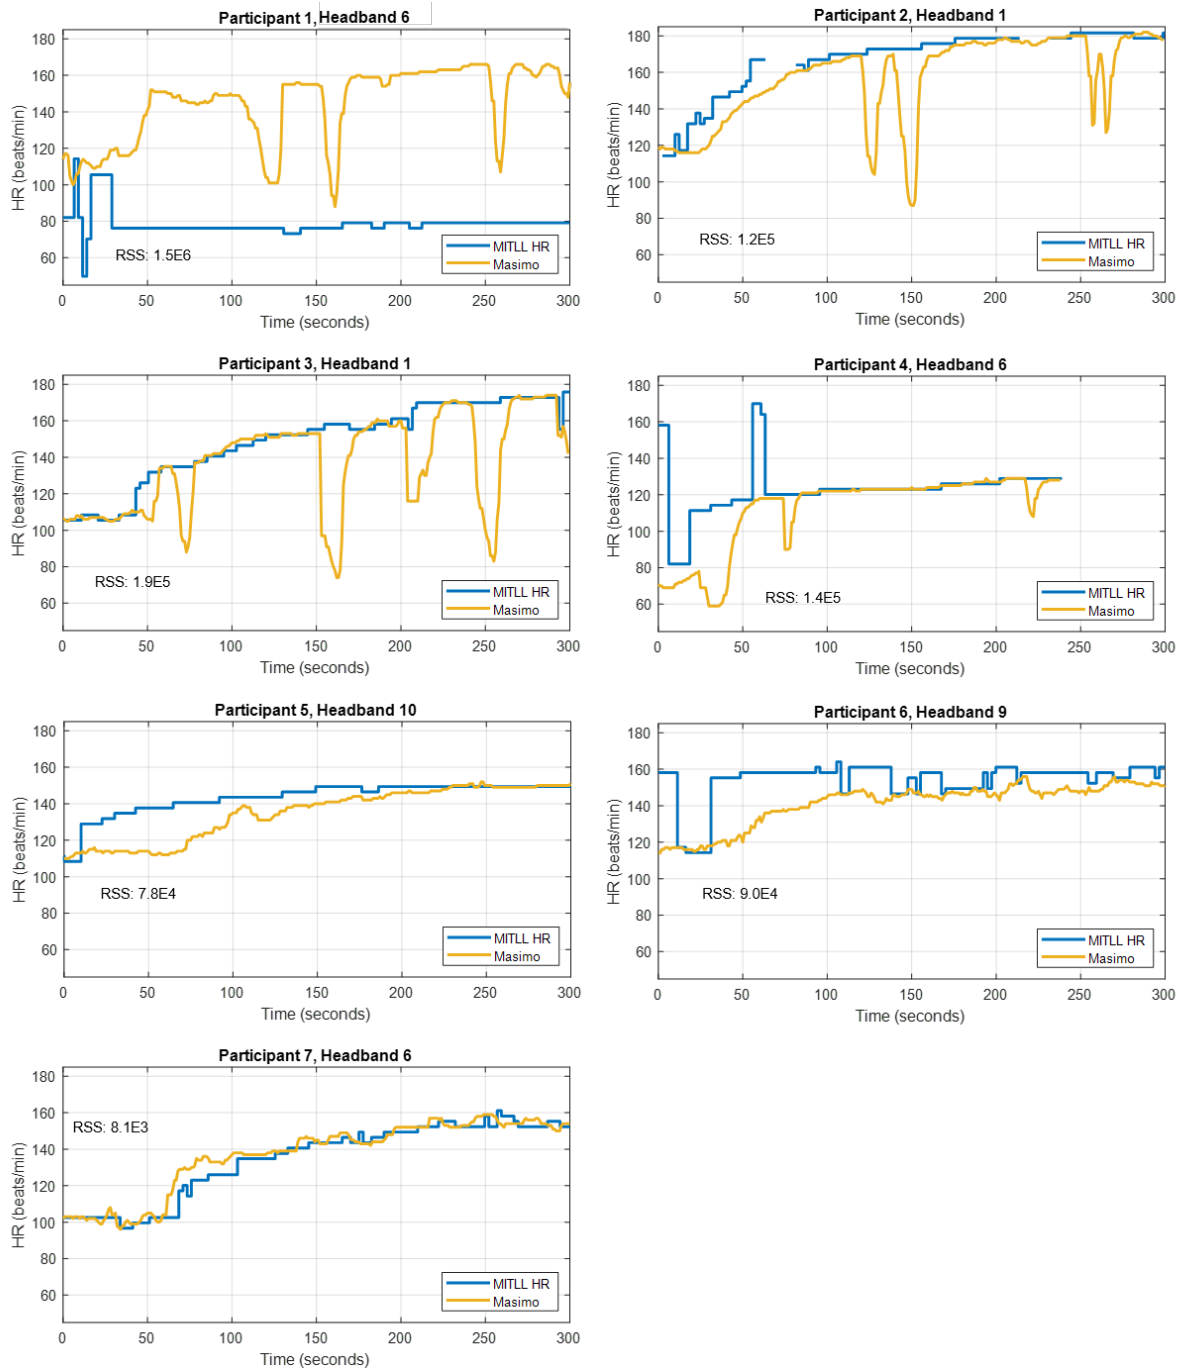 Participant 1, Headband 6
180
160
140
120
100
80
60
HR (beats/min)
RSS: 1.5E6
MITLL HR
Masimo
0 50 100 150 200 250 300
Time (seconds)
Participant 2, Headband 1
180
160
140
120
100
80
60
HR (beats/min)
RSS: 1.2E5
MITLL HR
Masimo
0 50 100 150 200 250 300
Time (seconds)
Participant 3, Headband 1
180
160
140
120
100
80
60
HR (beats/min)
RSS: 1.9E5
MITLL HR
Masimo
0 50 100 150 200 250 300
Time (seconds)
Participant 4, Headband 6
180
160
140
120
100
80
60
HR (beats/min)
RSS: 1.4E5
MITLL HR
Masimo
0 50 100 150 200 250 300
Time (seconds)
Participant 5, Headband 10
180
160
140
120
100
80
60
HR (beats/min)
RSS: 7.8E4
MITLL HR
Masimo
0 50 100 150 200 250 300
Time (seconds)
Participant 6, Headband 9
180
160
140
120
100
80
60
HR (beats/min)
RSS: 9.0E4
MITLL HR
Masimo
0 50 100 150 200 250 300
Time (seconds)
Participant 7, Headband 6
180
160
140
120
100
80
60
HR (beats/min)
RSS: 8.1E3
MITLL HR
Masimo
0 50 100 150 200 250 300
Time (seconds)